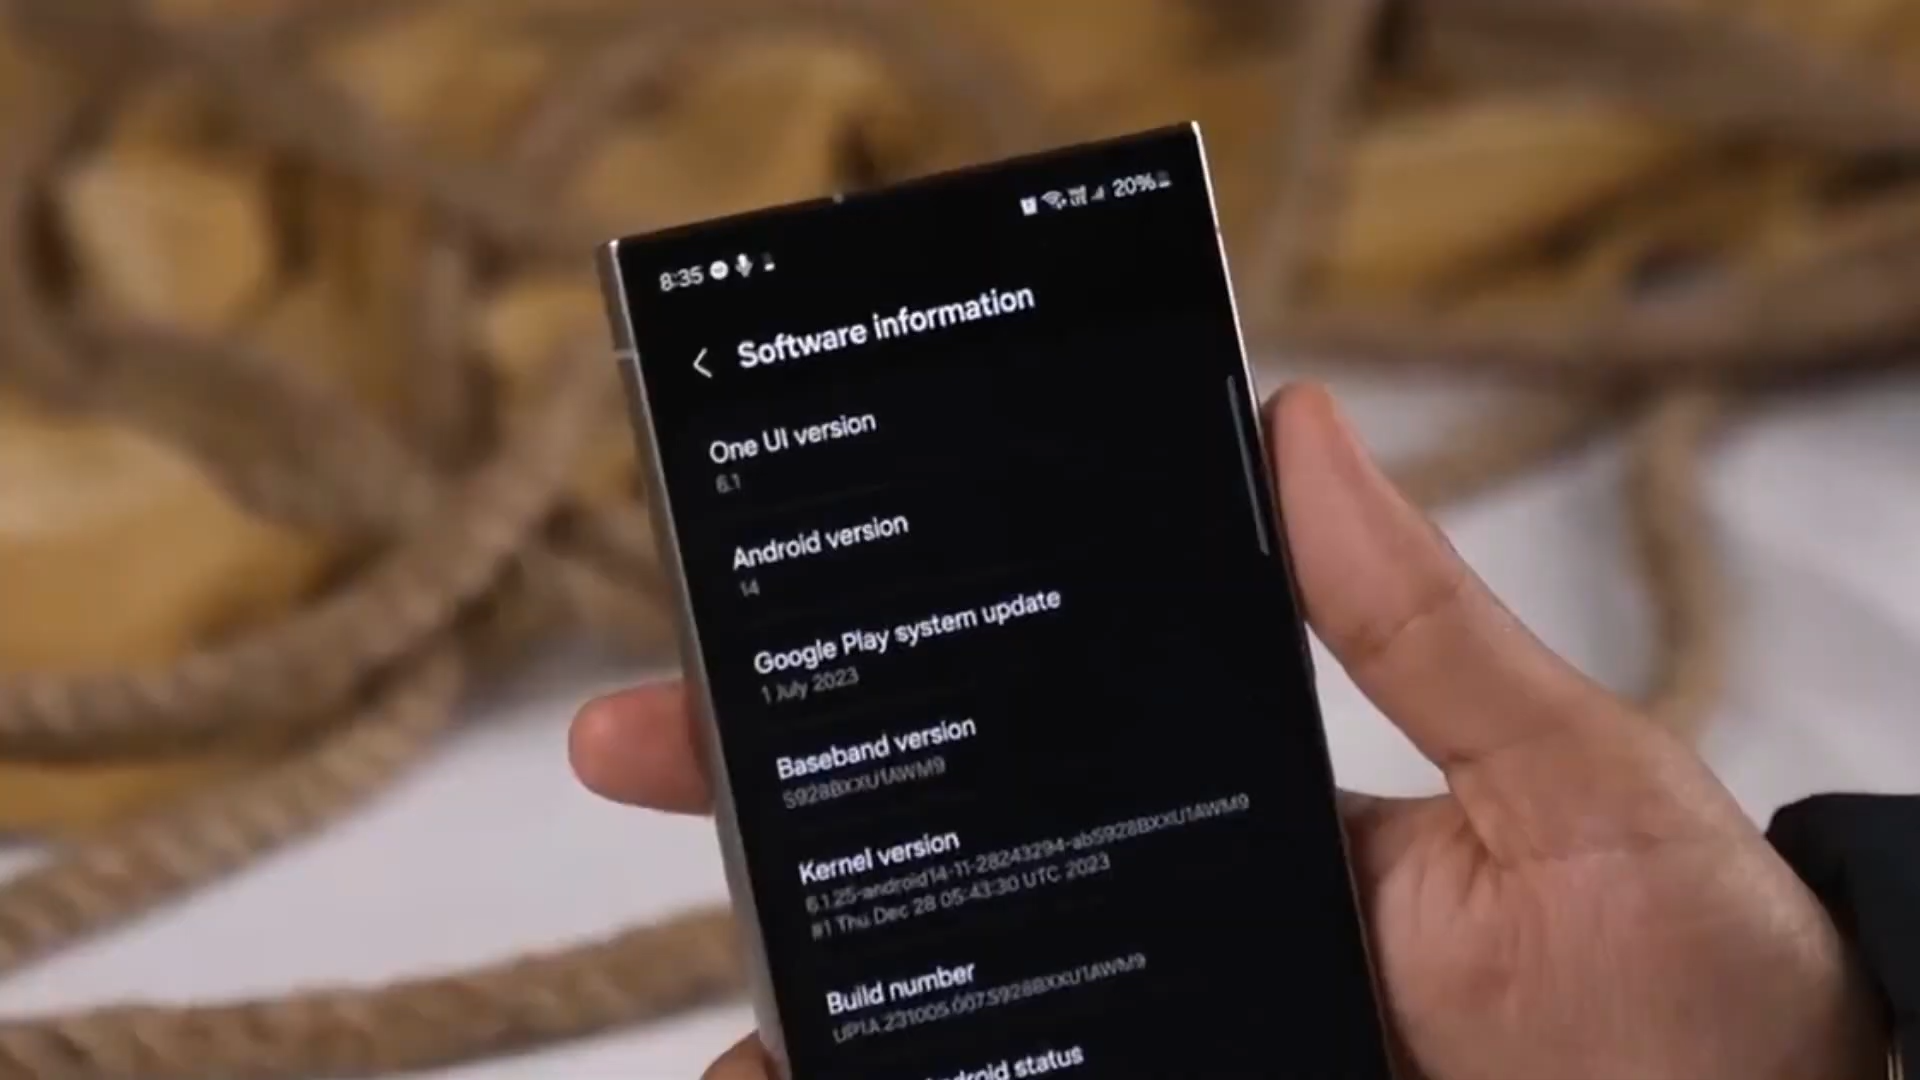 8:35
20%
Software information
One UI version
6.1
Android version
14
Google Play system update
1 July 2023
Baseband version
S928BXXU1AWM9
Kernel version
6.1.25-android14-11-28243294-abS928BXXU1AWM9
#1 Thu Dec 28 05:43:30 UTC 2023
Build number
UP1A.231005.007.S928BXXU1AWM9
ndroid status